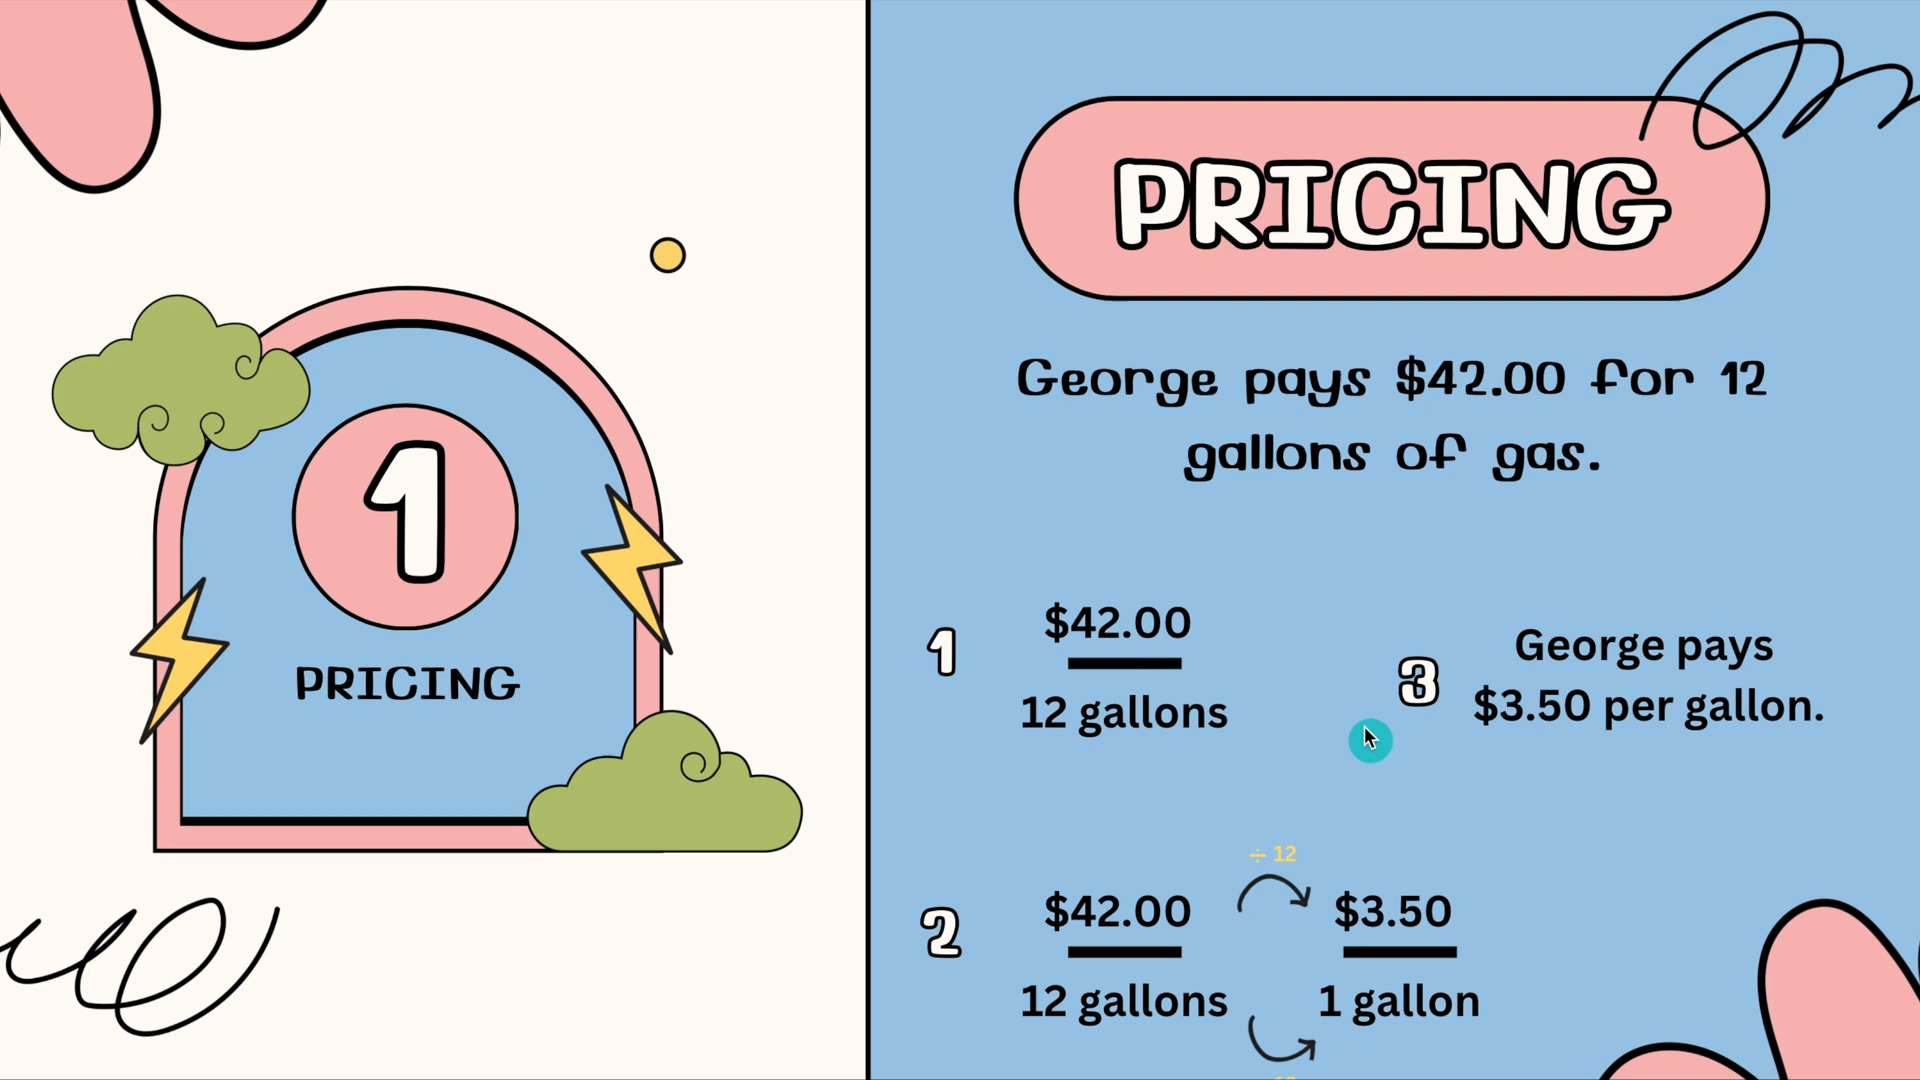 1
PRICING
PRICING
George pays $42.00 for 12
gallons of gas.
1
$42.00
12 gallons
3
George pays
$3.50 per gallon.
2
$42.00
12 gallons
÷ 12
$3.50
1 gallon